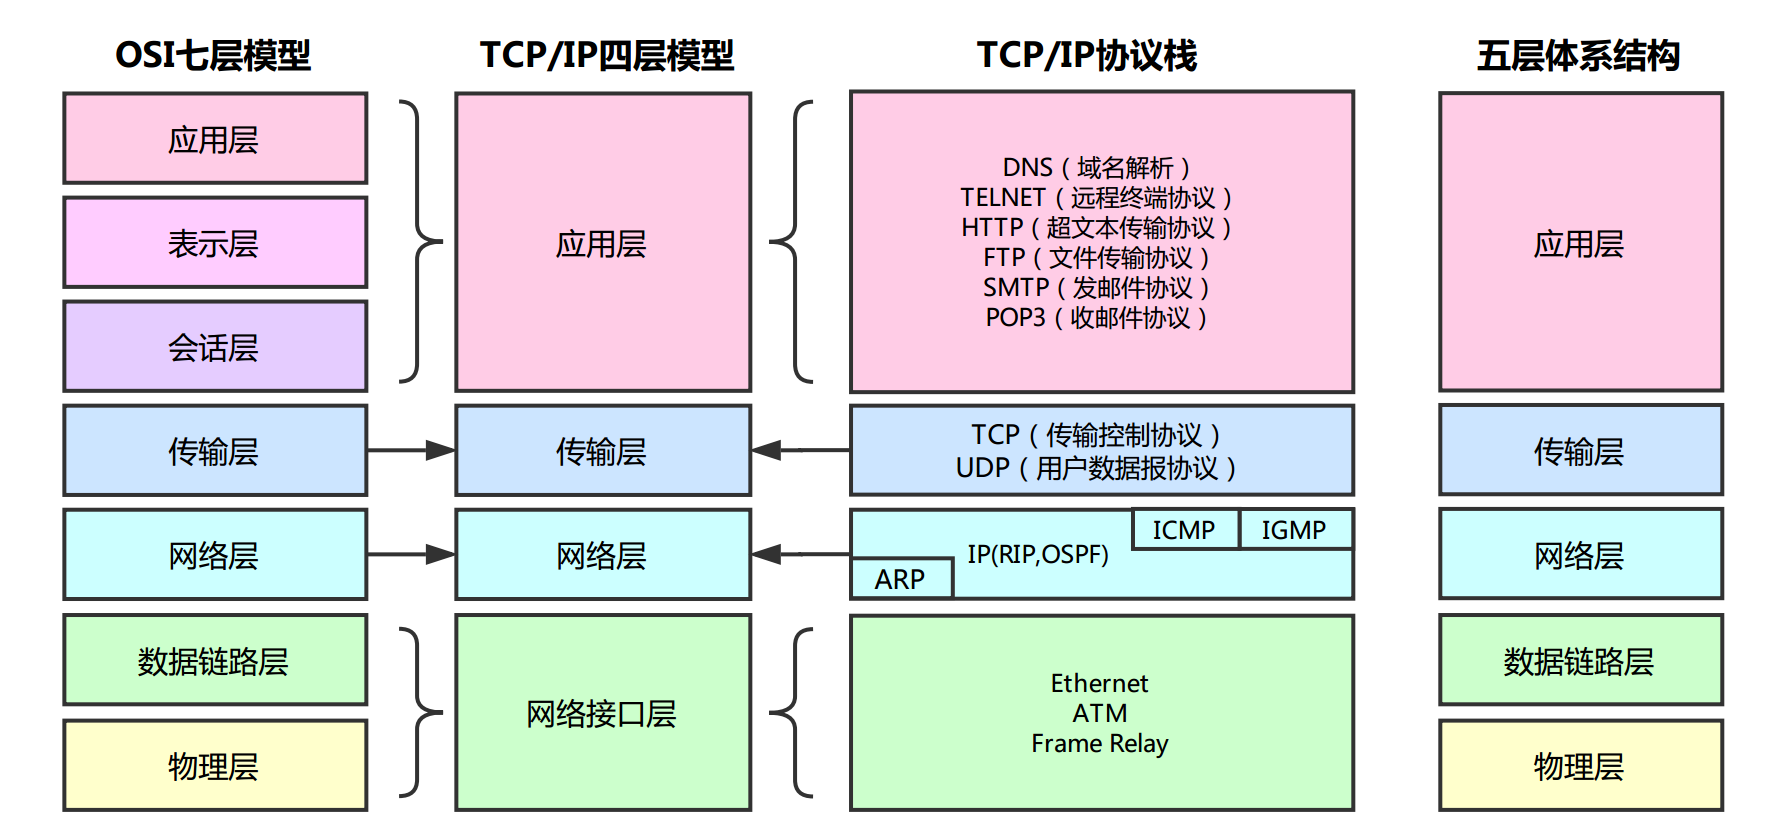 OSI七层模型
应用层
表示层
会话层
传输层
网络层
数据链路层
物理层
TCP/IP四层模型
应用层
传输层
网络层
网络接口层
TCP/IP协议栈
DNS（域名解析）
TELNET（远程终端协议）
HTTP（超文本传输协议）
FTP（文件传输协议）
SMTP（发邮件协议）
POP3（收邮件协议）
TCP（传输控制协议）
UDP（用户数据报协议）
ICMP
IGMP
IP(RIP,OSPF)
ARP
Ethernet
ATM
Frame Relay
五层体系结构
应用层
传输层
网络层
数据链路层
物理层